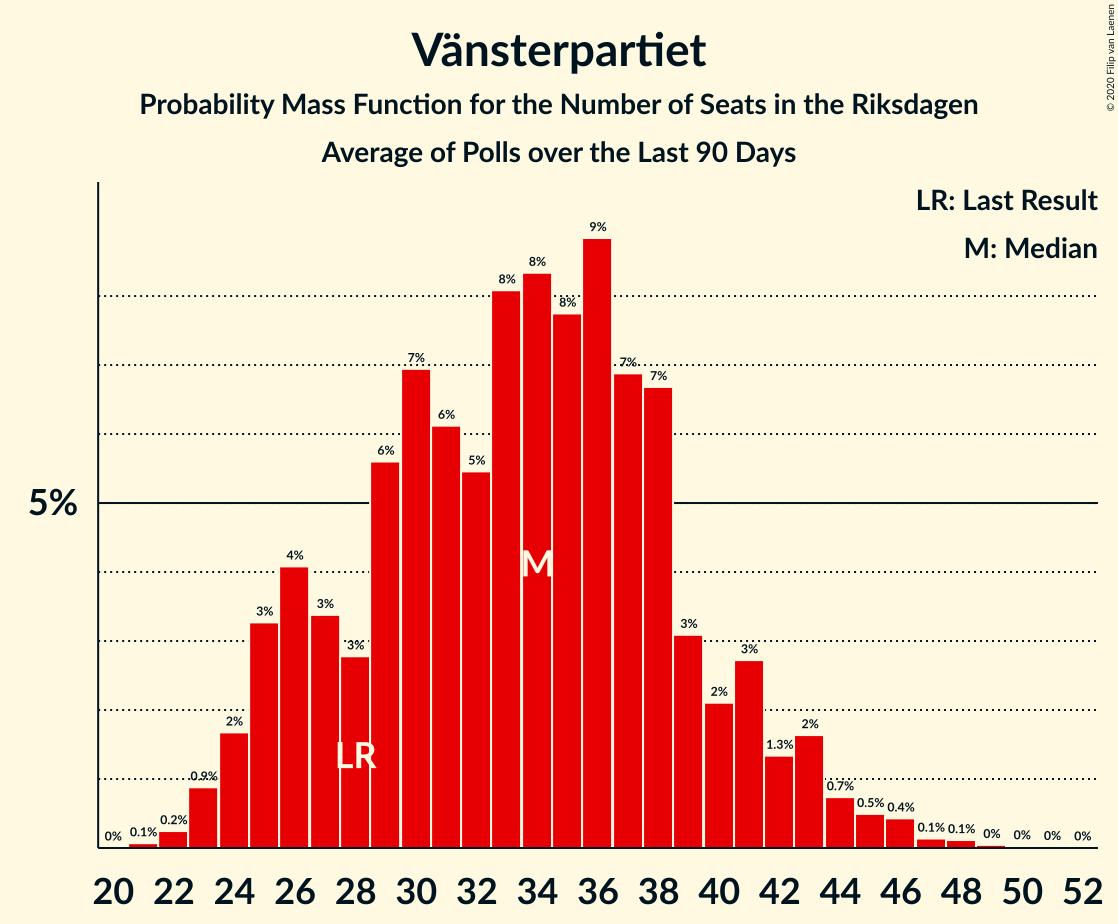 © 2020 Filip van Laenen
Vänsterpartiet
Probability Mass Function for the Number of Seats in the Riksdagen
Average of Polls over the Last 90 Days
LR: Last Result
M: Median
5%
0% 0.1% 0.2% 0.9% 2% 3% 4% 3% 3% 6% 7% 6% 5% 8% 8% 8% 9% 7% 7% 3% 2% 3% 1.3% 2% 0.7% 0.5% 0.4% 0.1% 0.1% 0% 0% 0% 0%
M
LR
20 22 24 26 28 30 32 34 36 38 40 42 44 46 48 50 52